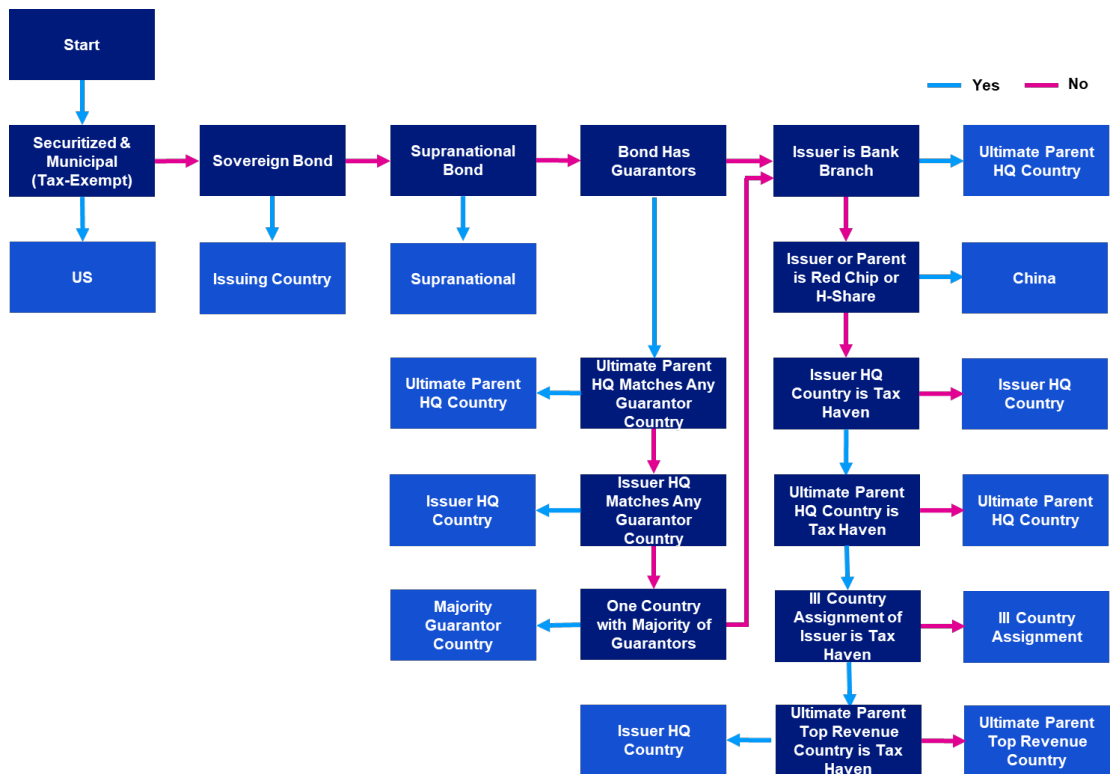 Start
Yes
No
Securitized &
Municipal
(Tax-Exempt)
Sovereign Bond
Supranational
Bond
Bond Has
Guarantors
Issuer is Bank
Branch
Ultimate Parent
HQ Country
US
Issuing Country
Supranational
Issuer or Parent
is Red Chip or
H-Share
China
Ultimate Parent
HQ Country
Ultimate Parent
HQ Matches Any
Guarantor
Country
Issuer HQ
Country is Tax
Haven
Issuer HQ
Country
Issuer HQ
Country
Issuer HQ
Matches Any
Guarantor
Country
Ultimate Parent
HQ Country is
Tax Haven
Ultimate Parent
HQ Country
Majority
Guarantor
Country
One Country
with Majority of
Guarantors
III Country
Assignment of
Issuer is Tax
Haven
III Country
Assignment
Issuer HQ
Country
Ultimate Parent
Top Revenue
Country is Tax
Haven
Ultimate Parent
Top Revenue
Country